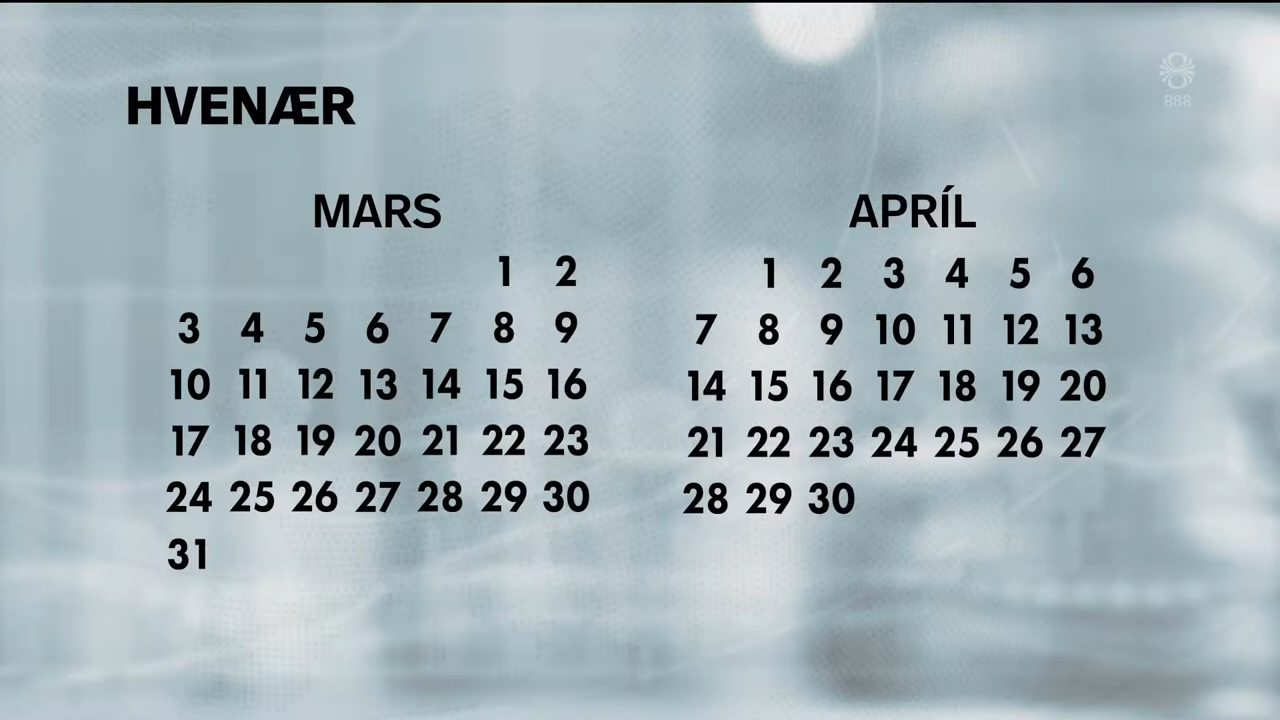 HVENÆR
888
MARS
1 2
3 4 5 6 7 8 9
10 11 12 13 14 15 16
17 18 19 20 21 22 23
24 25 26 27 28 29 30
31
APRÍL
1 2 3 4 5 6
7 8 9 10 11 12 13
14 15 16 17 18 19 20
21 22 23 24 25 26 27
28 29 30